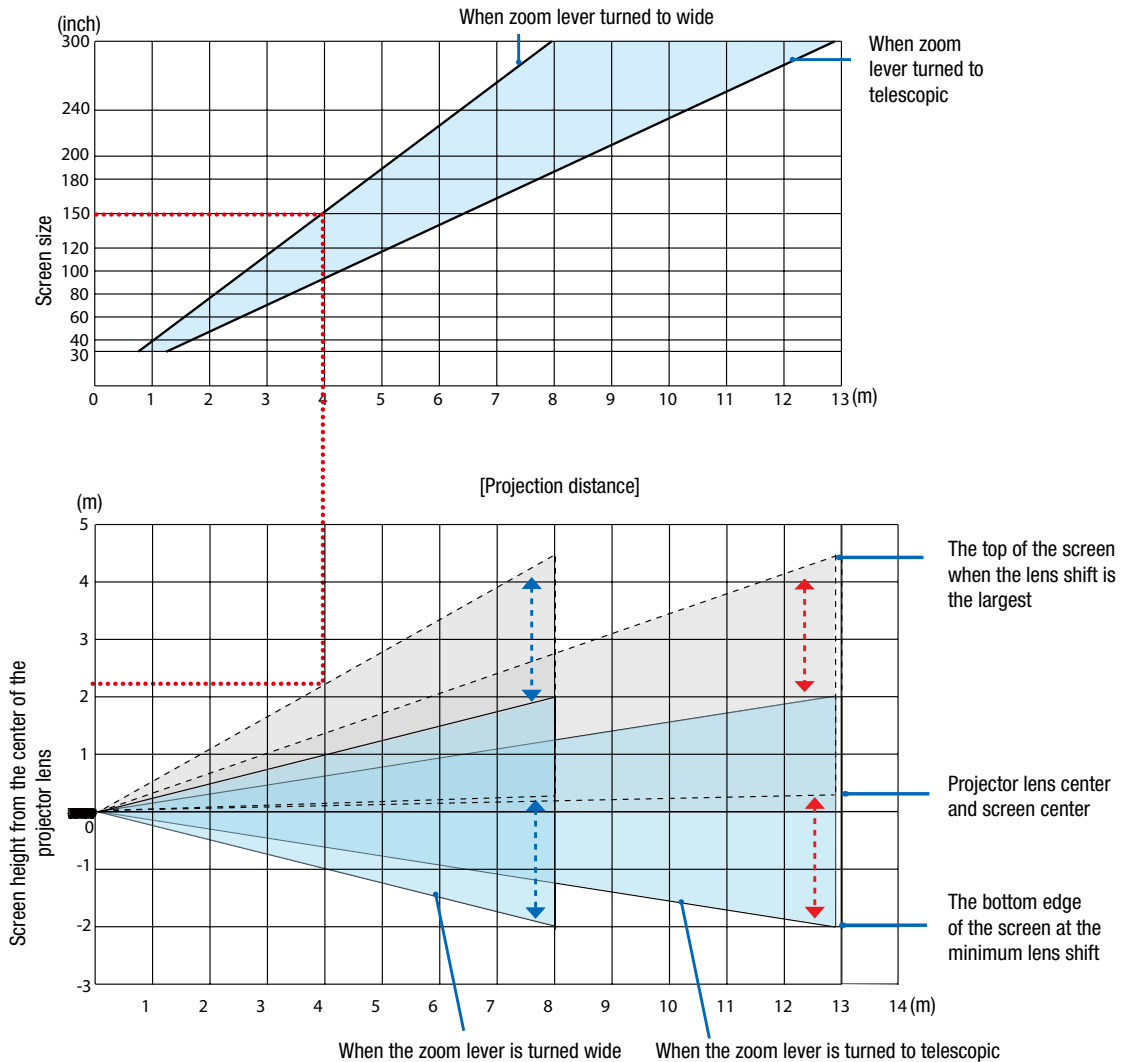 When zoom lever turned to wide
(inch)
300
240
200
180
150
120
100
80
60
40
30
Screen size
When zoom
lever turned to
telescopic
0 1 2 3 4 5 6 7 8 9 10 11 12 13 (m)
[Projection distance]
(m)
5
4
3
2
1
0
-1
-2
-3
Screen height from the center of the
projector lens
The top of the screen
when the lens shift is
the largest
Projector lens center
and screen center
The bottom edge
of the screen at the
minimum lens shift
1 2 3 4 5 6 7 8 9 10 11 12 13 14 (m)
When the zoom lever is turned wide
When the zoom lever is turned to telescopic